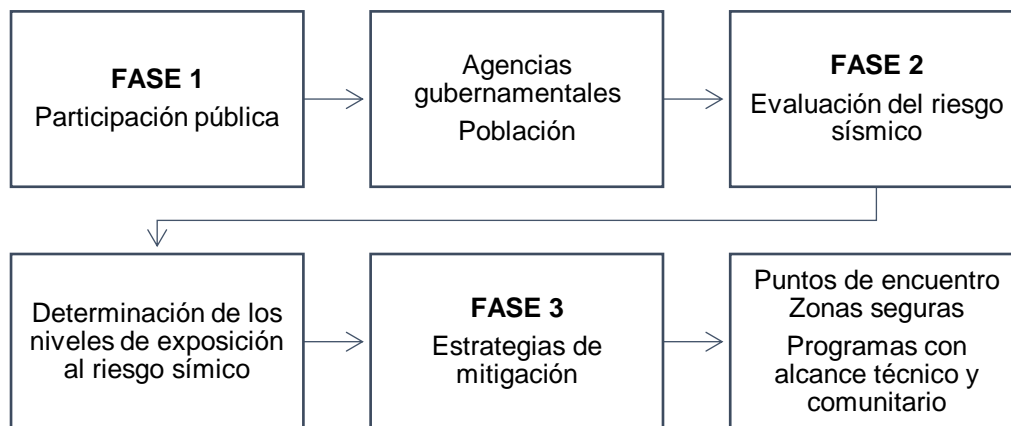 FASE 1
Participación pública
Agencias
gubernamentales
Población
FASE 2
Evaluación del riesgo
sísmico
Determinación de los
niveles de exposición
al riesgo símico
FASE 3
Estrategias de
mitigación
Puntos de encuentro
Zonas seguras
Programas con
alcance técnico y
comunitario